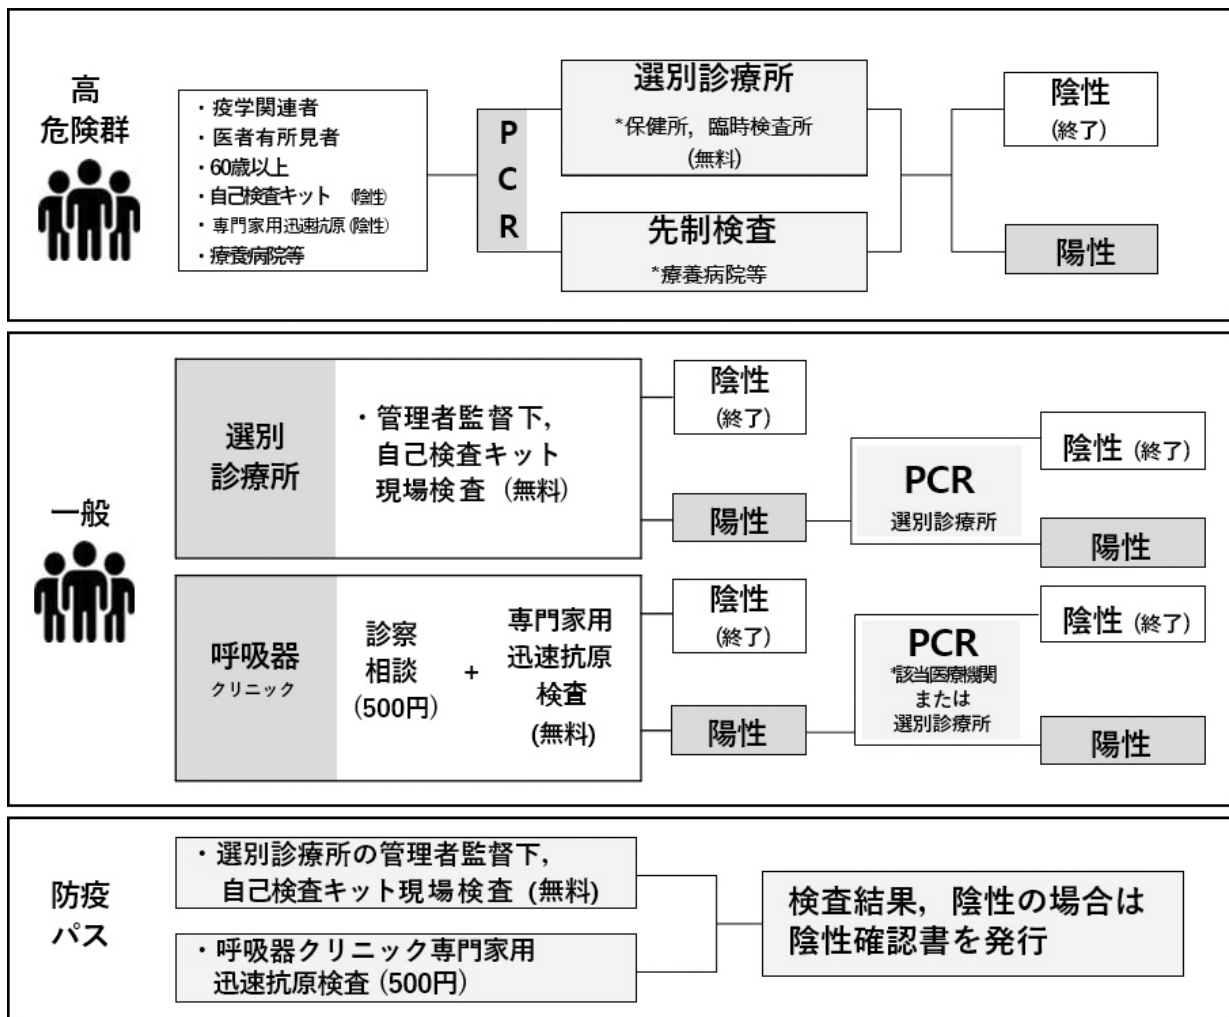 高
危険群
・疫学関連者
・医者有所見者
・60歳以上
・自己検査キット (陰性)
・専門家用迅速抗原 (陰性)
・療養病院等
P
C
R
選別診療所
*保健所，臨時検査所
(無料)
先制検査
*療養病院等
陰性
(終了)
陽性
一般
選別
診療所
・管理者監督下，
自己検査キット
現場検査 (無料)
陰性
(終了)
陽性
PCR
選別診療所
陰性 (終了)
陽性
呼吸器
クリニック
診察
相談
(500円)
+
専門家用
迅速抗原
検査
(無料)
陰性
(終了)
陽性
PCR
*該当医療機関
または
選別診療所
陰性 (終了)
陽性
防疫
パス
・選別診療所の管理者監督下，
自己検査キット現場検査 (無料)
・呼吸器クリニック専門家用
迅速抗原検査 (500円)
検査結果，陰性の場合は
陰性確認書を発行